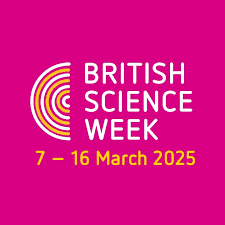 BRITISH
SCIENCE
WEEK
7 – 16 March 2025